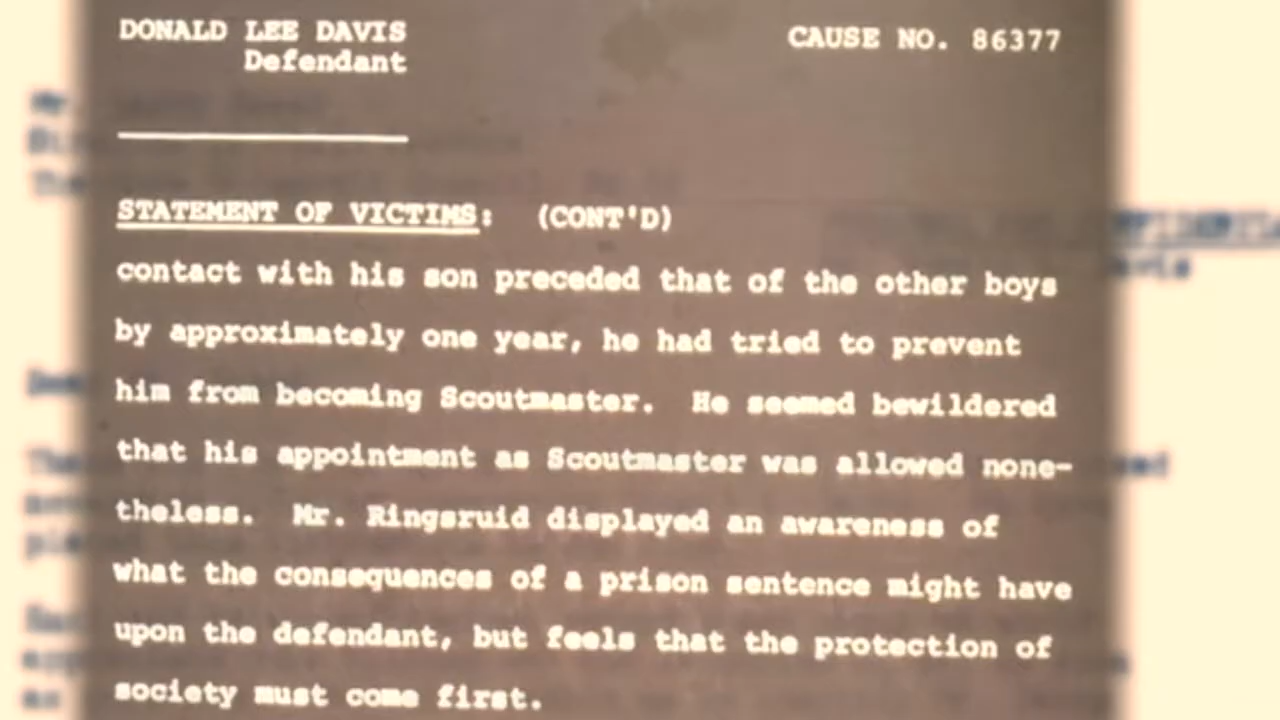 DONALD LEE DAVIS
Defendant
CAUSE NO. 86377
STATEMENT OF VICTIMS: (CONT'D)
contact with his son preceded that of the other boys
by approximately one year, he had tried to prevent
him from becoming Scoutmaster. He seemed bewildered
that his appointment as Scoutmaster was allowed none-
theless. Mr. Ringsruid displayed an awareness of
what the consequences of a prison sentence might have
upon the defendant, but feels that the protection of
society must come first.